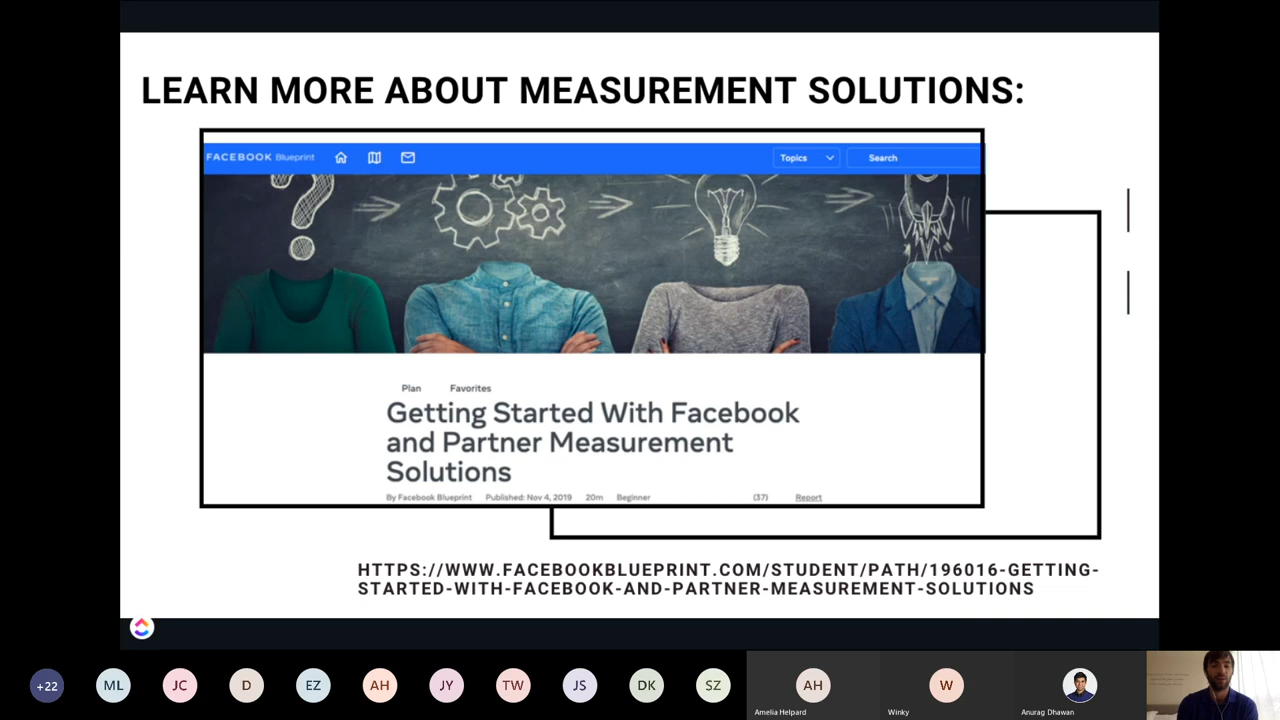 LEARN MORE ABOUT MEASUREMENT SOLUTIONS:
FACEBOOK Blueprint
Topics
Search
Plan Favorites
Getting Started With Facebook
and Partner Measurement
Solutions
By Facebook Blueprint Published: Nov 4, 2019 20m Beginner (37) Report
HTTPS://WWW.FACEBOOKBLUEPRINT.COM/STUDENT/PATH/196016-GETTING-
STARTED-WITH-FACEBOOK-AND-PARTNER-MEASUREMENT-SOLUTIONS
+22 ML JC D EZ AH JY TW JS DK SZ AH W
Amelia Helpard Winky Anurag Dhawan